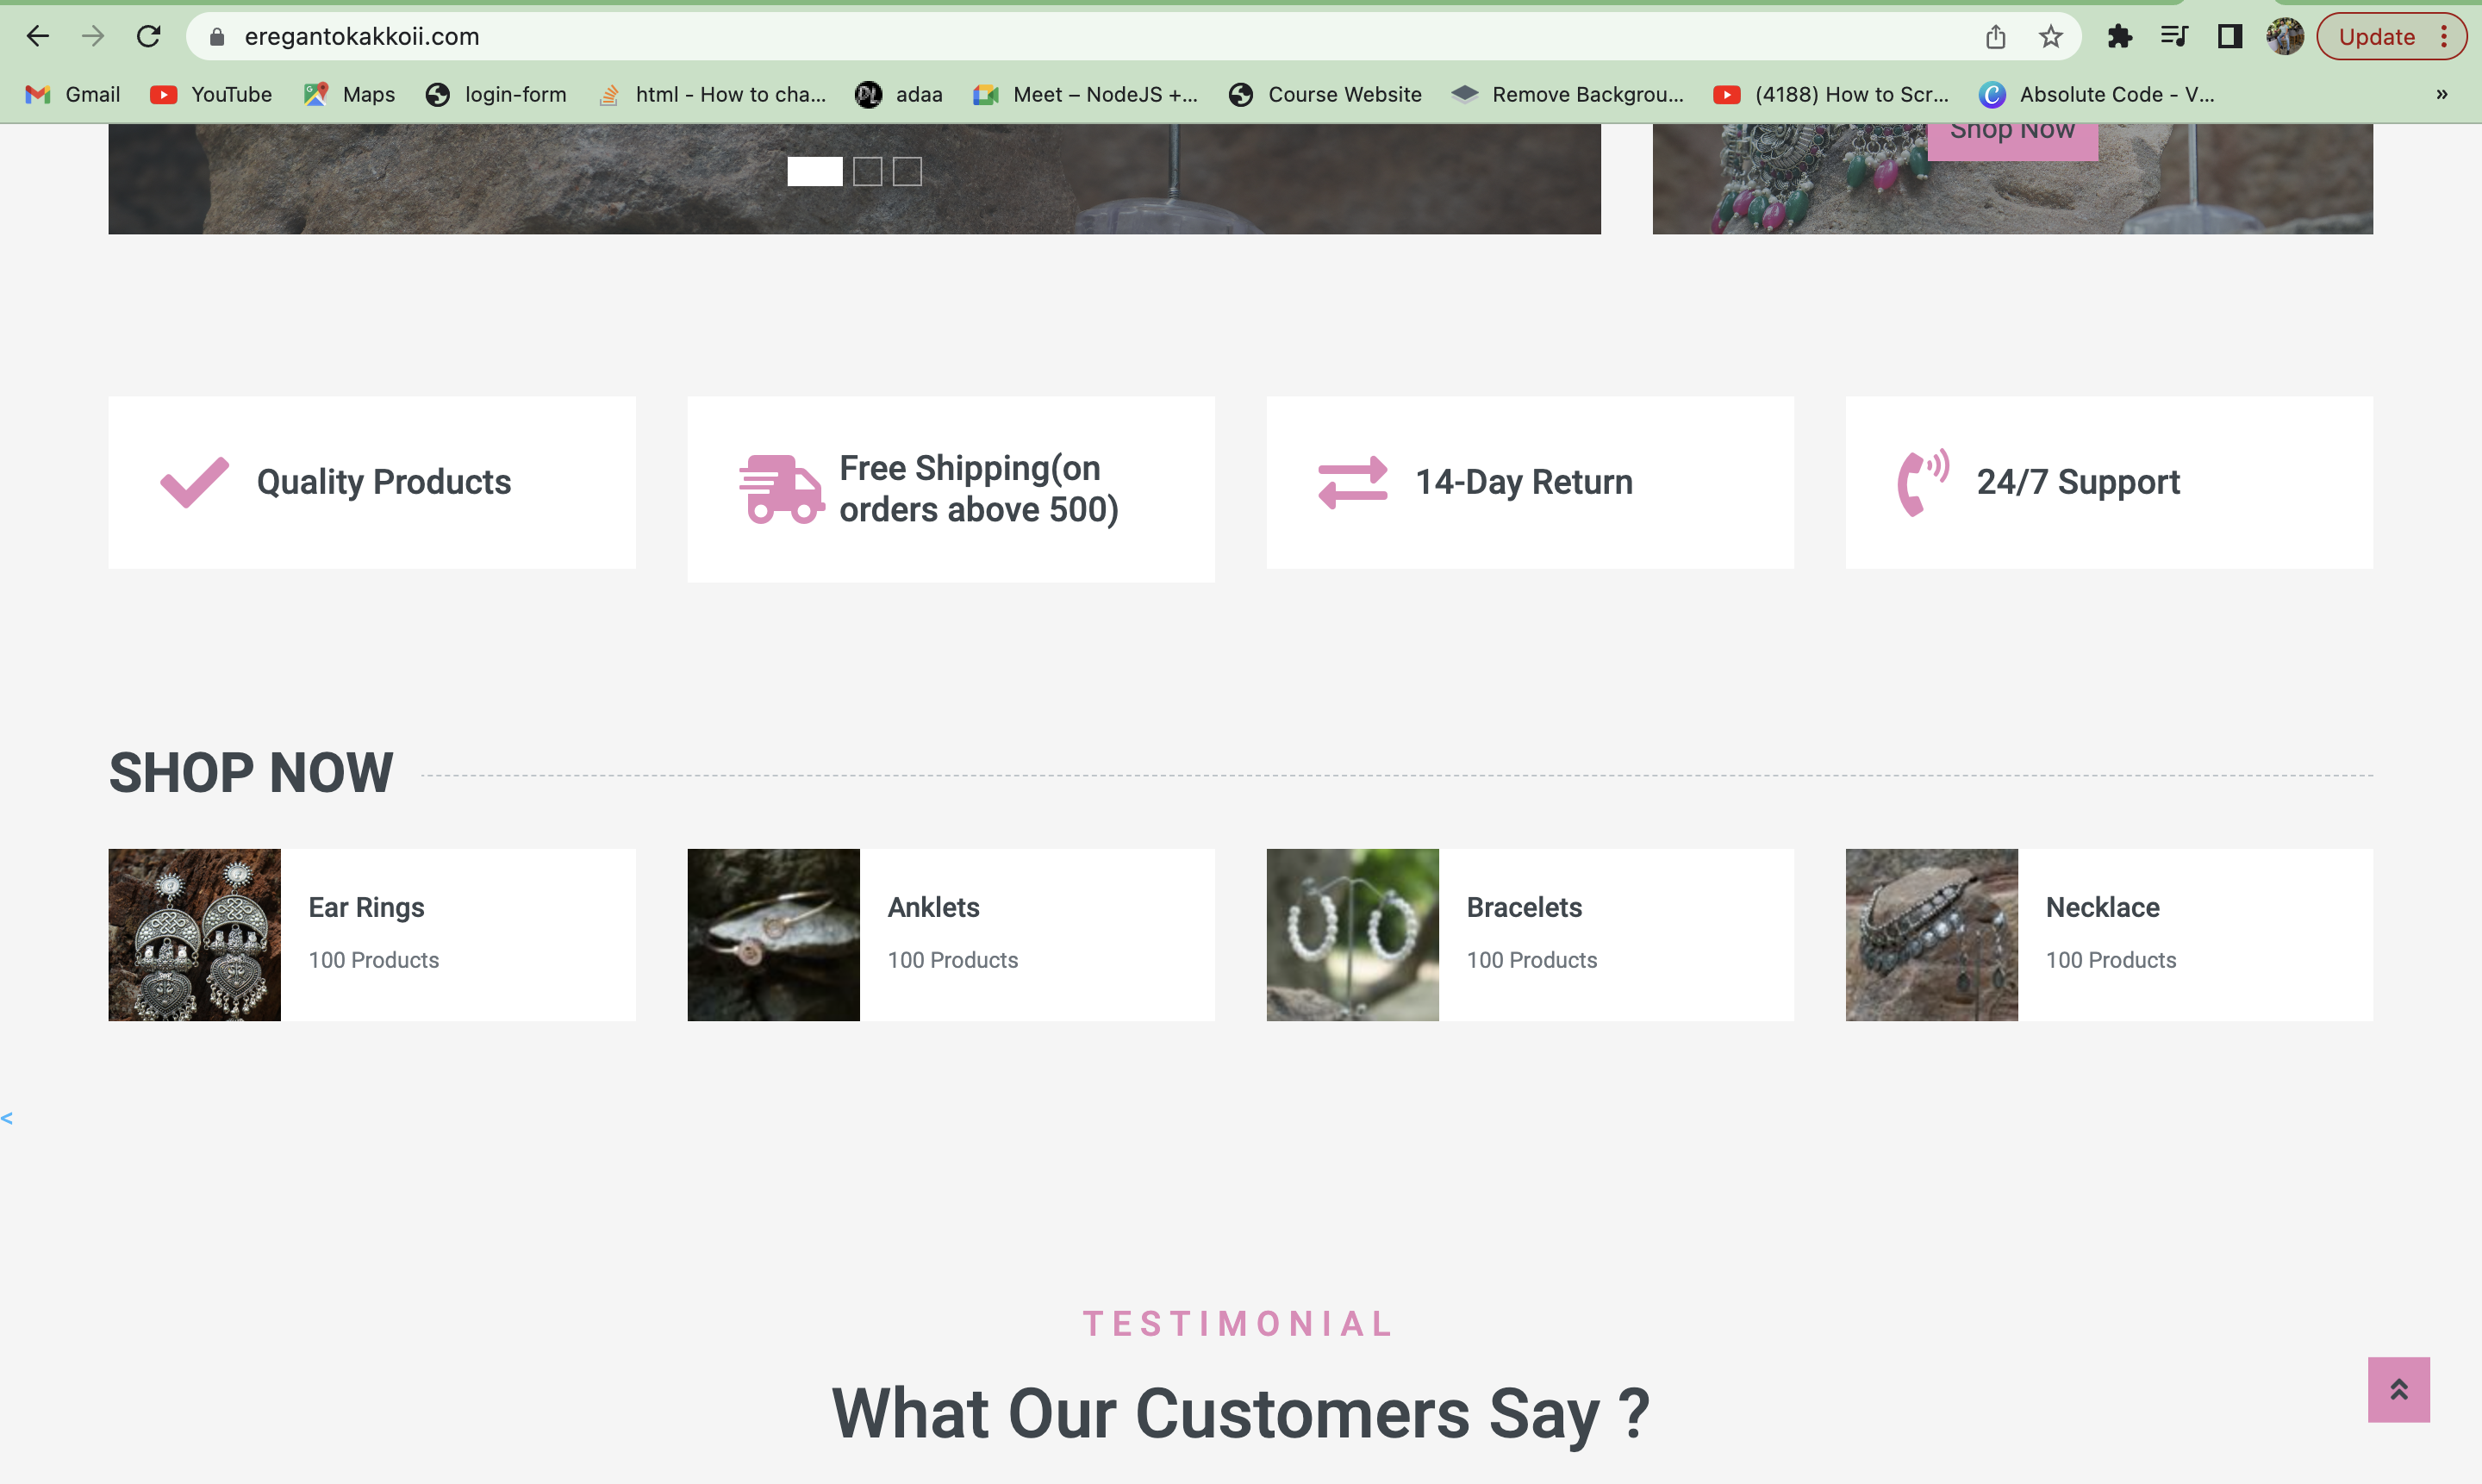 eregantokakkoii.com
Update
Gmail
YouTube
Maps
login-form
html - How to cha...
adaa
Meet – NodeJS +...
Course Website
Remove Backgrou...
(4188) How to Scr...
Absolute Code - V...
»
Shop Now
Quality Products
Free Shipping(on
orders above 500)
14-Day Return
24/7 Support
SHOP NOW
Ear Rings
100 Products
Anklets
100 Products
Bracelets
100 Products
Necklace
100 Products
<
TESTIMONIAL
What Our Customers Say ?